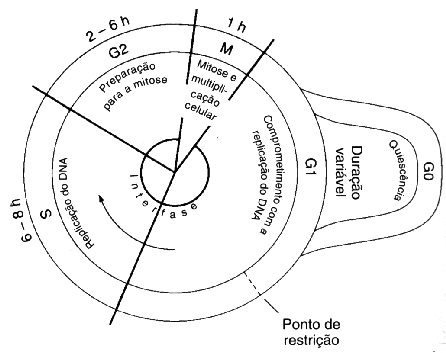 2 – 6 h
1 h
G2
M
Preparação
para a mitose
Mitose e
multipli-
cação
celular
Comprometimento com a
replicação do DNA
G1
Duração
variável
Quiescência
G0
Interfase
Replicação do DNA
S
6 – 8 h
Ponto de
restrição